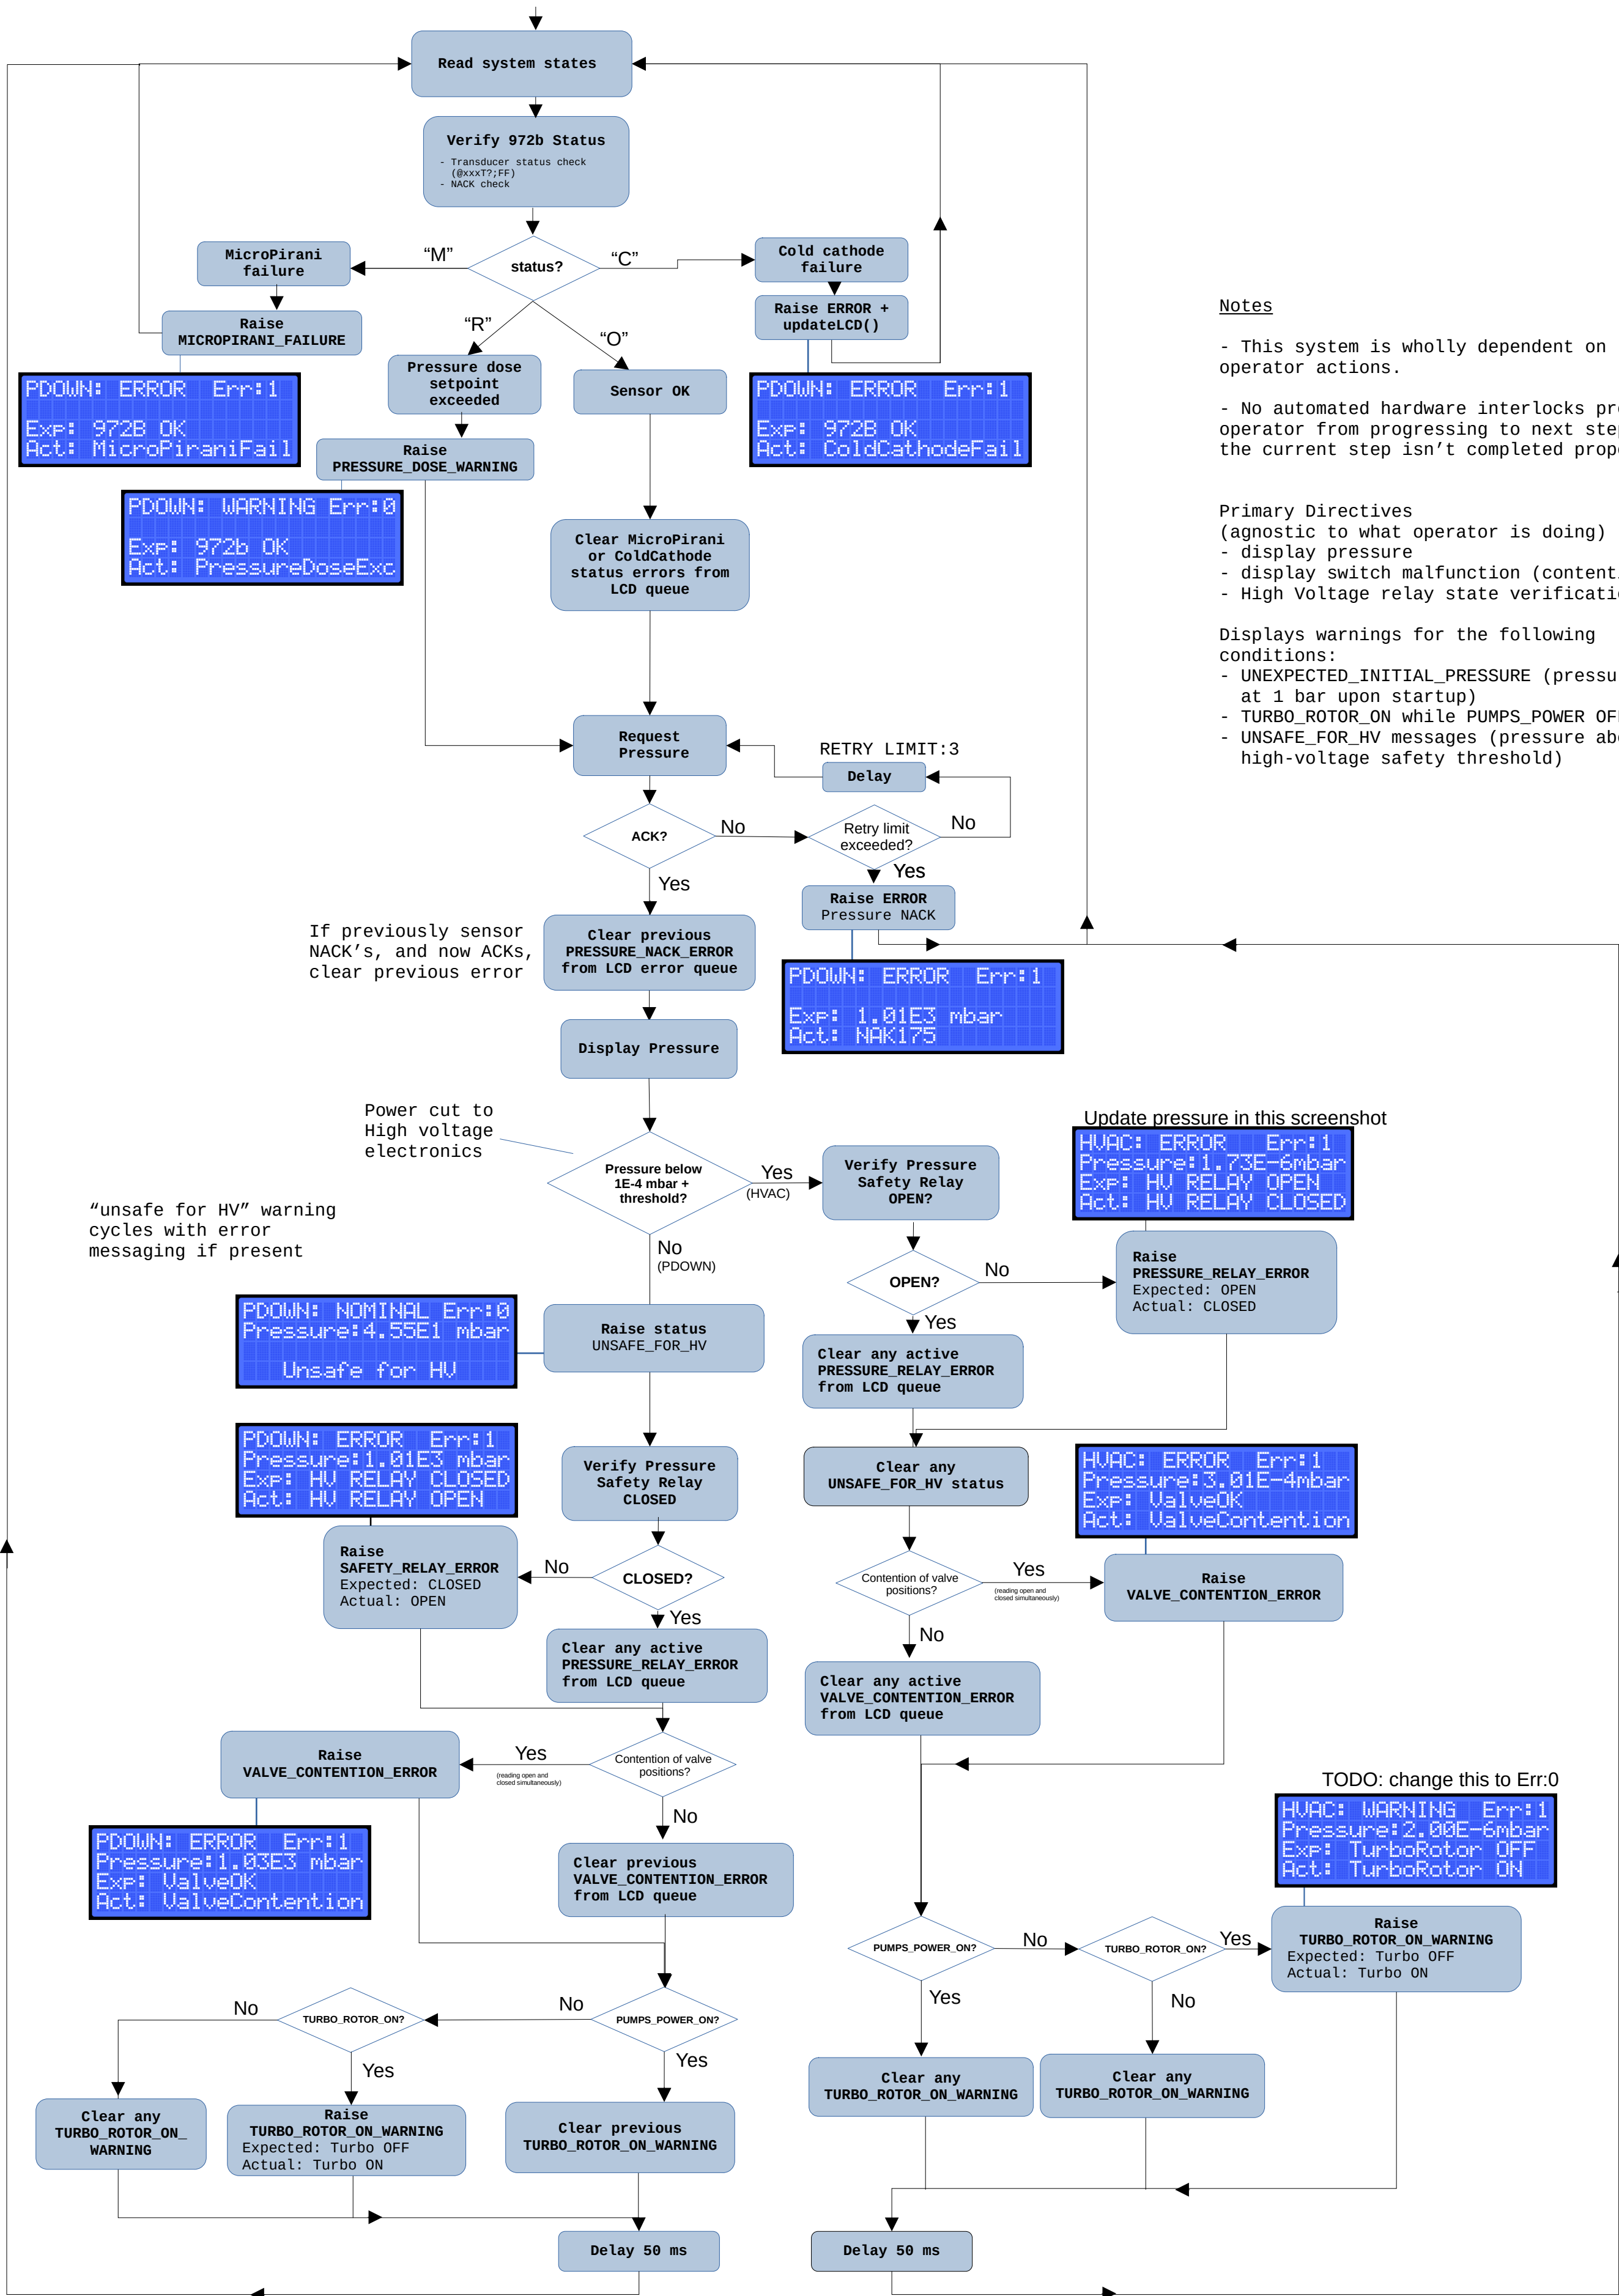 Read system states
Verify 972b Status
- Transducer status check
(@xxxT?;FF)
- NACK check
status?
“M”
“C”
“R”
“O”
MicroPirani
failure
Raise
MICROPIRANI_FAILURE
PDOWN: ERROR Err:1
Exp: 972B OK
Act: MicroPiraniFail
Pressure dose
setpoint
exceeded
Raise
PRESSURE_DOSE_WARNING
PDOWN: WARNING Err:0
Exp: 972b OK
Act: PressureDoseExc
Sensor OK
Cold cathode
failure
Raise ERROR +
updateLCD()
PDOWN: ERROR Err:1
Exp: 972B OK
Act: ColdCathodeFail
Notes
- This system is wholly dependent on
operator actions.
- No automated hardware interlocks
operator from progressing to next
the current step isn’t completed
Primary Directives
(agnostic to what operator is doing)
- display pressure
- display switch malfunction
- High Voltage relay state
Displays warnings for the following
conditions:
- UNEXPECTED_INITIAL_PRESSURE
at 1 bar upon startup)
- TURBO_ROTOR_ON while PUMPS_POWER
- UNSAFE_FOR_HV messages (pressure
high-voltage safety threshold)
Clear MicroPirani
or ColdCathode
status errors from
LCD queue
Request
Pressure
RETRY LIMIT:3
Delay
ACK?
No
Retry limit
exceeded?
No
Yes
Yes
Raise ERROR
Pressure NACK
PDOWN: ERROR Err:1
Exp: 1.01E3 mbar
Act: NAK175
If previously sensor
NACK’s, and now ACKs,
clear previous error
Clear previous
PRESSURE_NACK_ERROR
from LCD error queue
Display Pressure
Power cut to
High voltage
electronics
Pressure below
1E-4 mbar +
threshold?
Yes
(HVAC)
No
(PDOWN)
Verify Pressure
Safety Relay
OPEN?
Update pressure in this screenshot
HVAC: ERROR Err:1
Pressure:1.73E-6mbar
Exp: HV RELAY OPEN
Act: HV RELAY CLOSED
OPEN?
No
Yes
Raise
PRESSURE_RELAY_ERROR
Expected: OPEN
Actual: CLOSED
“unsafe for HV” warning
cycles with error
messaging if present
PDOWN: NOMINAL Err:0
Pressure:4.55E1 mbar
Unsafe for HV
Raise status
UNSAFE_FOR_HV
Clear any active
PRESSURE_RELAY_ERROR
from LCD queue
PDOWN: ERROR Err:1
Pressure:1.01E3 mbar
Exp: HV RELAY CLOSED
Act: HV RELAY OPEN
Verify Pressure
Safety Relay
CLOSED
Clear any
UNSAFE_FOR_HV status
HVAC: ERROR Err:1
Pressure:3.01E-4mbar
Exp: ValveOK
Act: ValveContention
Raise
SAFETY_RELAY_ERROR
Expected: CLOSED
Actual: OPEN
No
CLOSED?
Yes
Contention of valve
positions?
Yes
(reading open and
closed simultaneously)
Raise
VALVE_CONTENTION_ERROR
No
Clear any active
PRESSURE_RELAY_ERROR
from LCD queue
Clear any active
VALVE_CONTENTION_ERROR
from LCD queue
Raise
VALVE_CONTENTION_ERROR
Yes
(reading open and
closed simultaneously)
Contention of valve
positions?
No
PDOWN: ERROR Err:1
Pressure:1.03E3 mbar
Exp: ValveOK
Act: ValveContention
Clear previous
VALVE_CONTENTION_ERROR
from LCD queue
TODO: change this to Err:0
HVAC: WARNING Err:1
Pressure:2.00E-6mbar
Exp: TurboRotor OFF
Act: TurboRotor ON
PUMPS_POWER_ON?
No
TURBO_ROTOR_ON?
Yes
Raise
TURBO_ROTOR_ON_WARNING
Expected: Turbo OFF
Actual: Turbo ON
Yes
No
No
TURBO_ROTOR_ON?
No
PUMPS_POWER_ON?
Yes
Yes
Clear any
TURBO_ROTOR_ON_WARNING
Clear any
TURBO_ROTOR_ON_WARNING
Clear any
TURBO_ROTOR_ON_
WARNING
Raise
TURBO_ROTOR_ON_WARNING
Expected: Turbo OFF
Actual: Turbo ON
Clear previous
TURBO_ROTOR_ON_WARNING
Delay 50 ms
Delay 50 ms